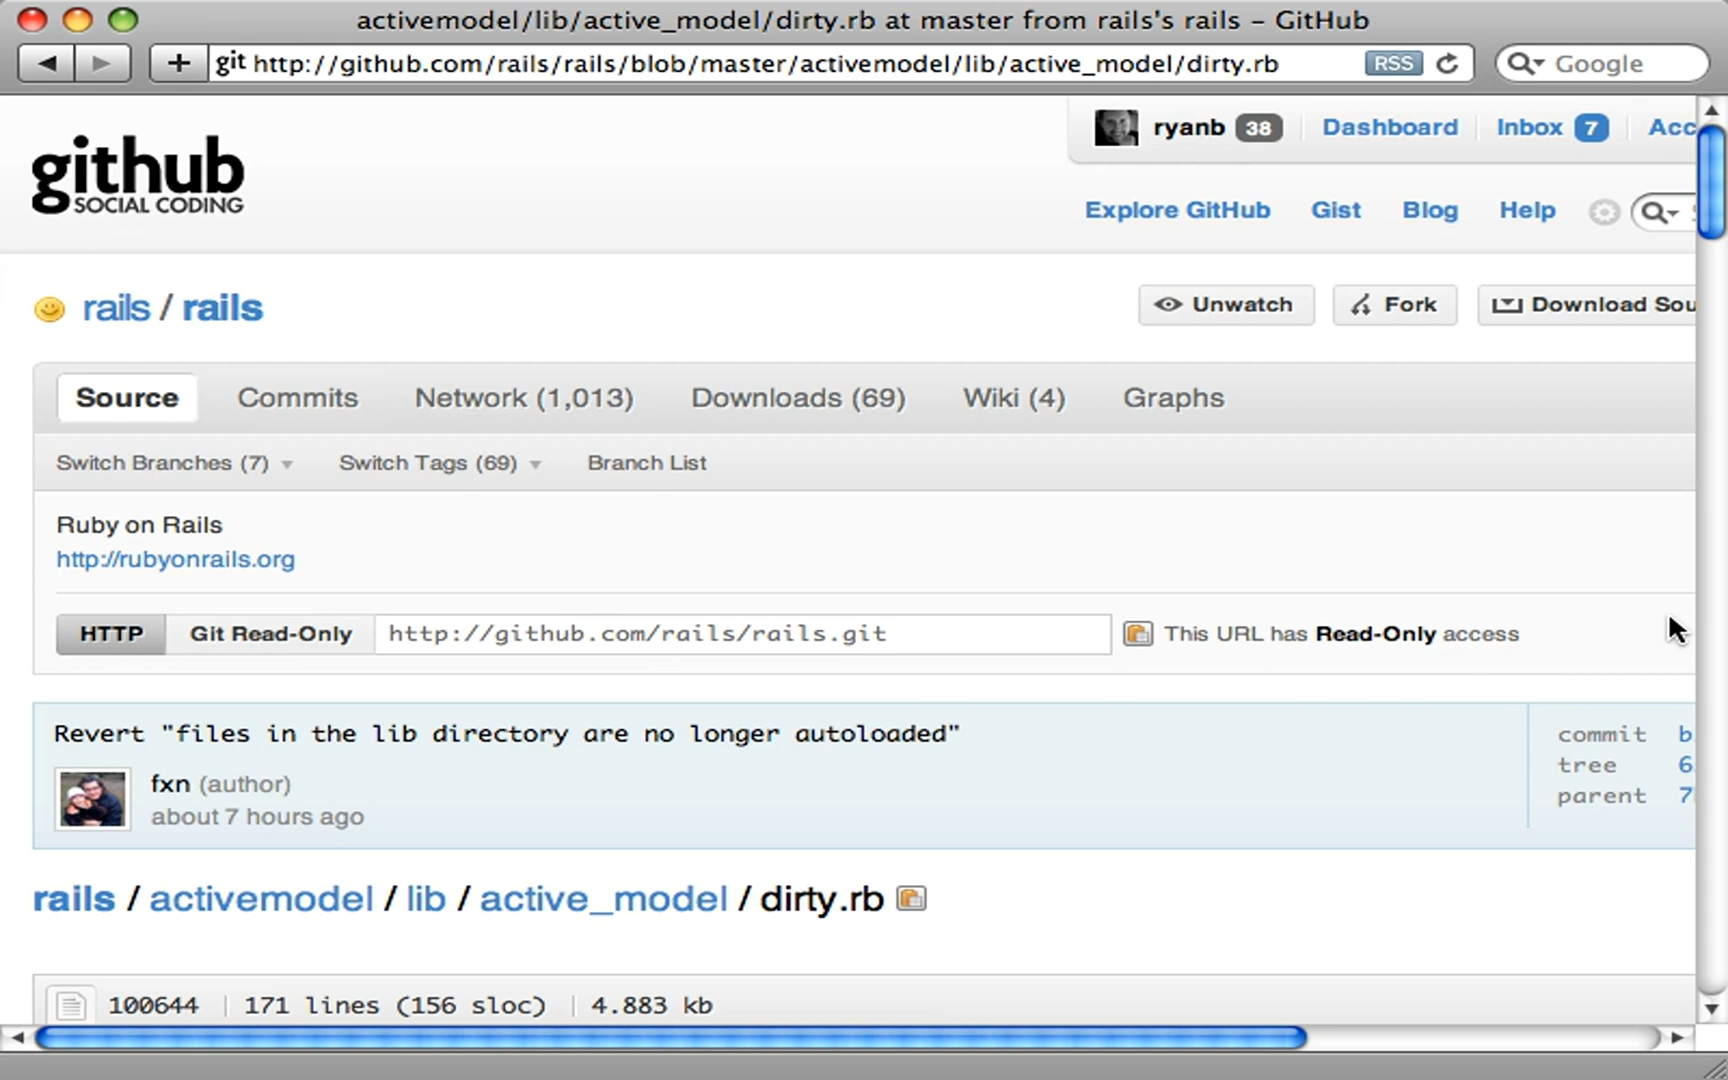 activemodel/lib/active_model/dirty.rb at master from rails's rails – GitHub
git http://github.com/rails/rails/blob/master/activemodel/lib/active_model/dirty.rb RSS Google
ryanb 38 Dashboard Inbox 7 Acc
github
SOCIAL CODING
Explore GitHub Gist Blog Help
rails / rails Unwatch Fork Download Sou
Source Commits Network (1,013) Downloads (69) Wiki (4) Graphs
Switch Branches (7) Switch Tags (69) Branch List
Ruby on Rails
http://rubyonrails.org
HTTP Git Read-Only http://github.com/rails/rails.git This URL has Read-Only access
Revert "files in the lib directory are no longer autoloaded"
commit b
fxn (author)
tree 6
about 7 hours ago
parent 7
rails / activemodel / lib / active_model / dirty.rb
100644 | 171 lines (156 sloc) | 4.883 kb